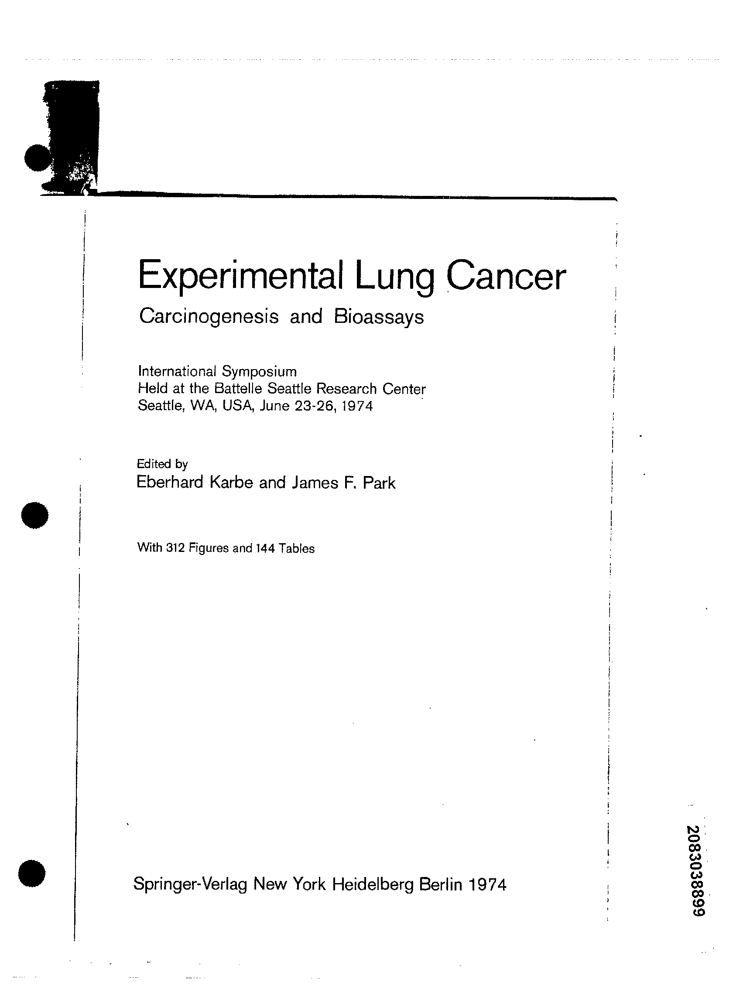 Experimental Lung Cancer
Carcinogenesis and Bioassays
International Symposium
Held at the Battelle Seattle Research Center
Seattle, WA, USA, June 23-26, 1974
Edited by
Eberhard Karbe and James F. Park
With 312 Figures and 144 Tables
Springer-Verlag New York Heidelberg Berlin 1974
2083038899